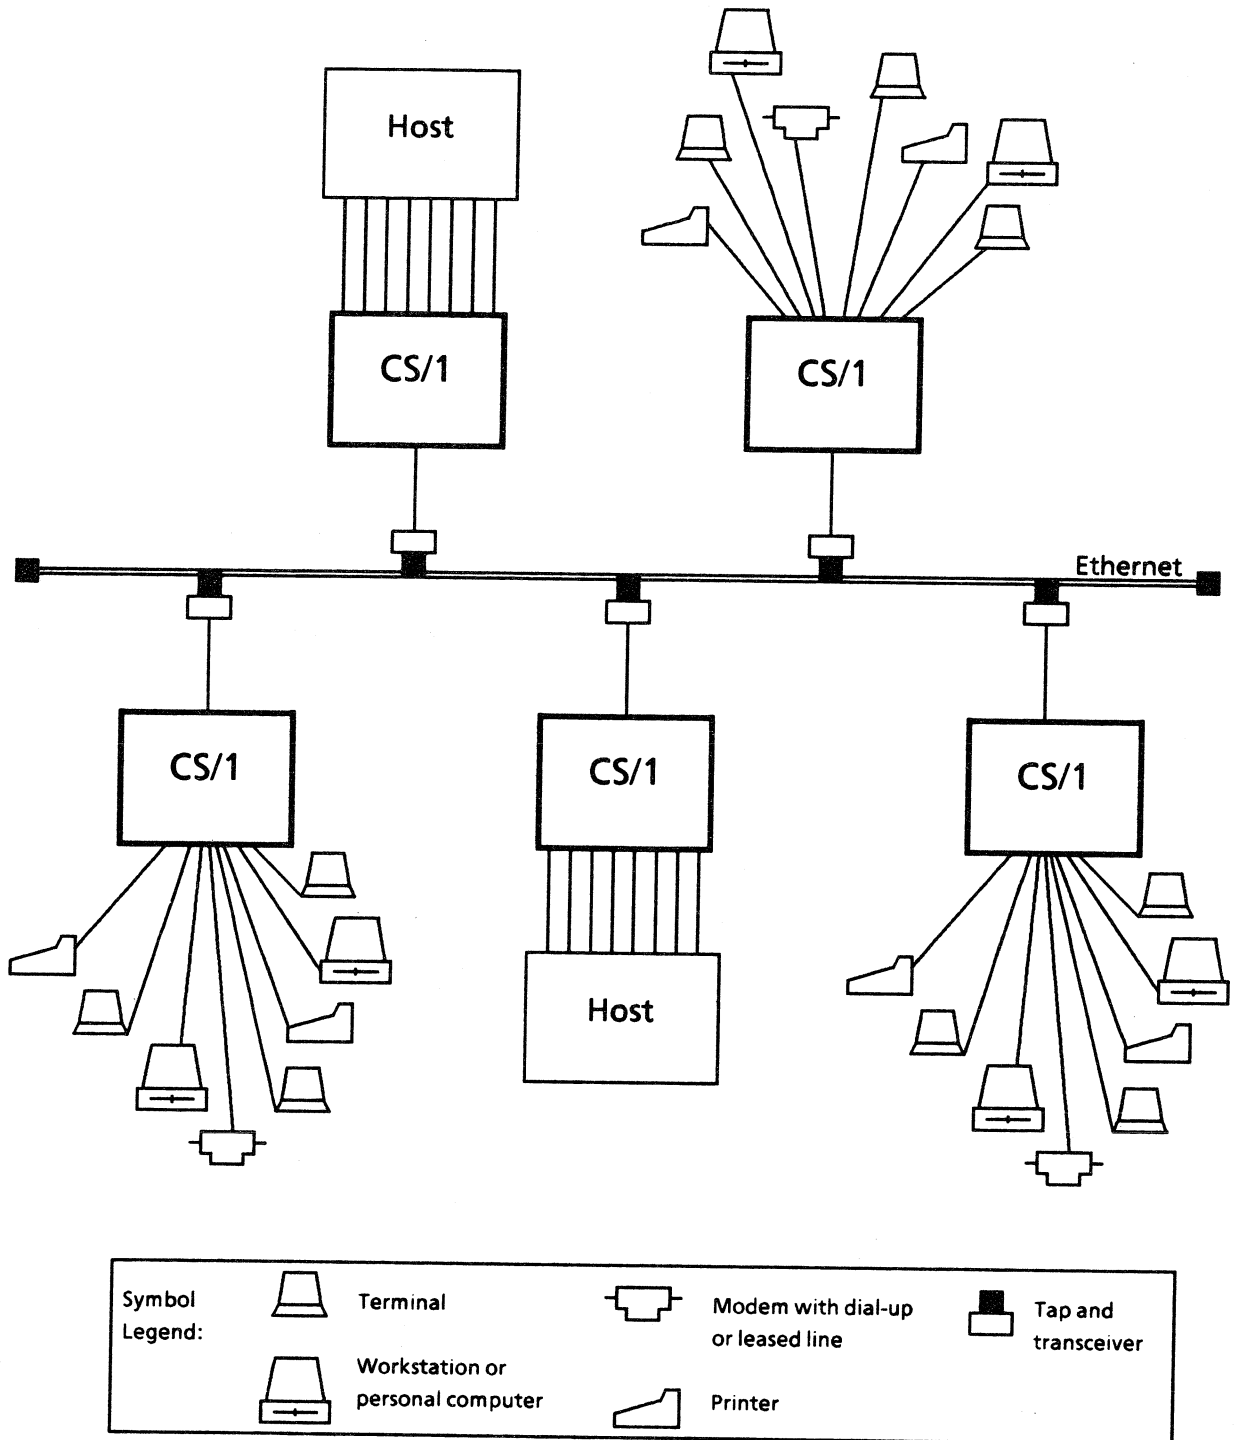 Host
CS/1
CS/1
Ethernet
CS/1
CS/1
CS/1
Host
Symbol
Legend:
Terminal
Workstation or
personal computer
Modem with dial-up
or leased line
Printer
Tap and
transceiver